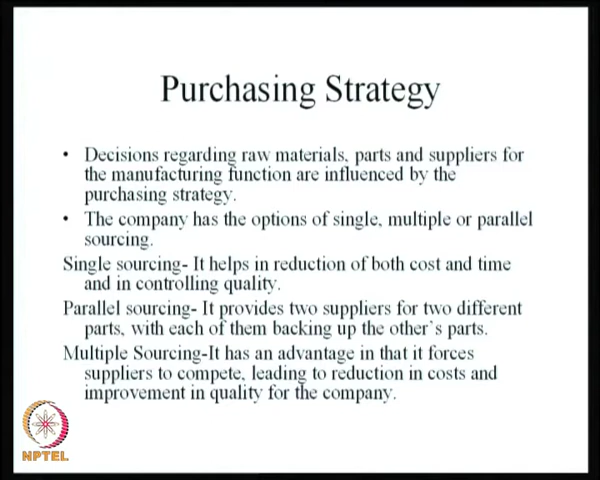 Purchasing Strategy
• Decisions regarding raw materials, parts and suppliers for
the manufacturing function are influenced by the
purchasing strategy.
• The company has the options of single, multiple or parallel
sourcing.
Single sourcing- It helps in reduction of both cost and time
and in controlling quality.
Parallel sourcing- It provides two suppliers for two different
parts, with each of them backing up the other`s parts.
Multiple Sourcing-It has an advantage in that it forces
suppliers to compete, leading to reduction in costs and
improvement in quality for the company.
NPTEL